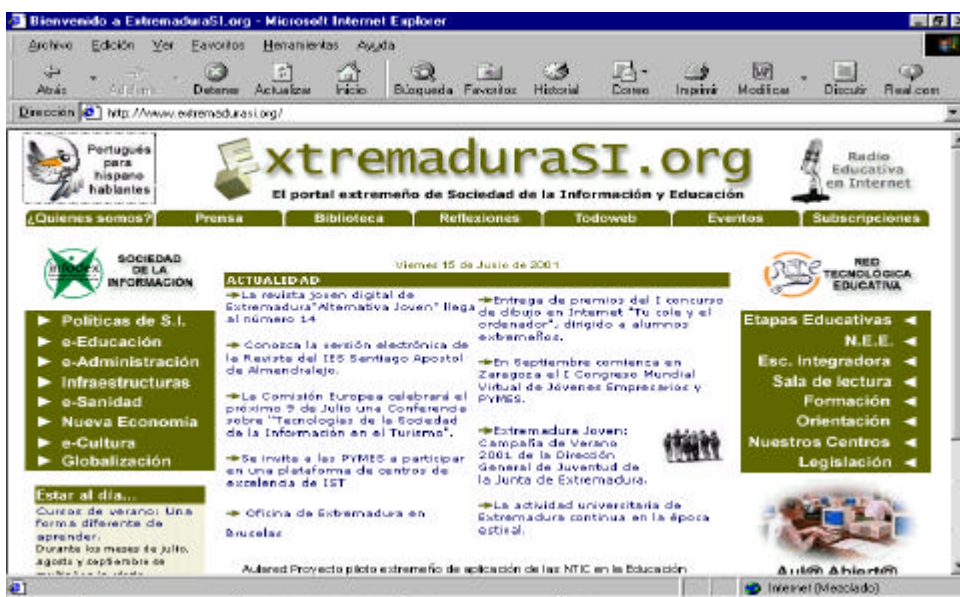 Bienvenido a ExtremaduraSI.org - Microsoft Internet Explorer
Archivo Edición Ver Favoritos Herramientas Ayuda
Atrás Detener Actualizar Inicio Búsqueda Favoritos Historial Correo Imprimir Modificar Discutir Real.com
Dirección http://www.extremadurasi.org/
Portugués
para
hispano
hablantes
xtremaduraSI.org
El portal extremeño de Sociedad de la Información y Educación
Radio
Educativa
en Internet
¿Quienes somos? Prensa Biblioteca Reflexiones Todoweb Eventos Subscripciones
infodex
SOCIEDAD
DE LA
INFORMACIÓN
Políticas de S.I.
e-Educación
e-Administración
Infraestructuras
e-Sanidad
Nueva Economía
e-Cultura
Globalización
Estar al día...
Cursos de verano: Una
forma diferente de
aprender.
Durante los meses de julio,
agosto y septiembre se
Viernes 15 de Junio de 2001
ACTUALIDAD
La revista joven digital de
Extremadura"Alternativa Joven" llega
al número 14
Conozca la versión electrónica de
la Revista del IES Santiago Apostol
de Almendralejo.
La Comisión Europea celebrará el
próximo 9 de Julio una Conferencia
sobre "Tecnologías de la Sociedad
de la Información en el Turismo".
Se invita a las PYMES a participar
en una plataforma de centros de
excelencia de IST
Oficina de Extremadura en
Bruselas
Entrega de premios del I concurso
de dibujo en Internet "Tu cole y el
ordenador", dirigido a alumnos
extremeños.
En Septiembre comienza en
Zaragoza el I Congreso Mundial
Virtual de Jóvenes Empresarios y
PYMES.
Extremadura Joven:
Campaña de Verano
2001 de la Dirección
General de Juventud de
la Junta de Extremadura.
La actividad universitaria de
Extremadura continua en la época
estival.
Aulared Proyecto piloto extremeño de aplicación de las NTIC en la Educación
RED
TECNOLÓGICA
EDUCATIVA
Etapas Educativas
N.E.E.
Esc. Integradora
Sala de lectura
Formación
Orientación
Nuestros Centros
Legislación
Aul@ Abiert@
Internet (Mezclado)